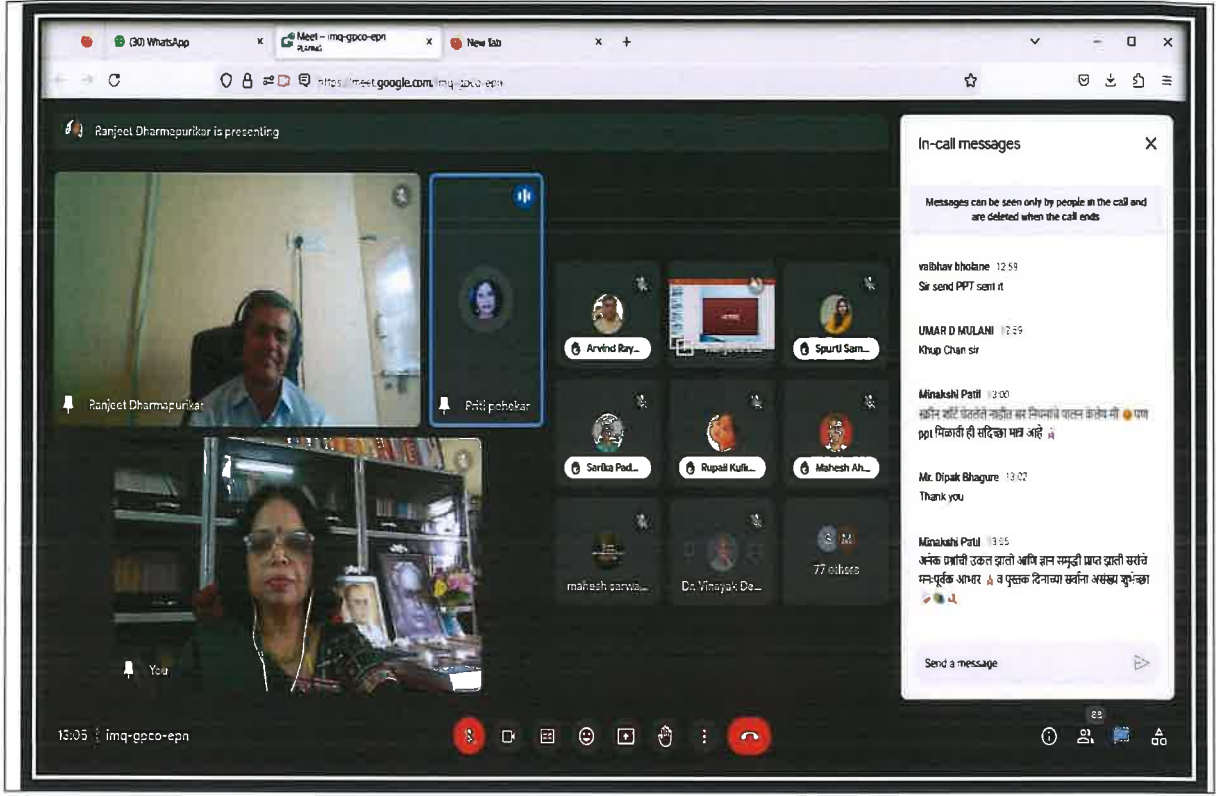 (30) WhatsApp
Meet – imq-gpco-epn
New Tab
https://meet.google.com/imq-gpco-epn
Ranjeet Dharmapurikar is presenting
In-call messages
Messages can be seen only by people in the call and
are deleted when the call ends
vaibhav bholane 12:59
Sir send PPT sent it
UMAR D MULANI 12:59
Khup Chan sir
Minakshi Patil 13:00
स्क्रीन शॉर्ट घेतलेले नाहीत सर नियमांचे पालन केलेय मी 😊 पण
ppt मिळावी ही सदिच्छा मात्र आहे 🙏
Mr. Dipak Bhagure 13:02
Thank you
Minakshi Patil 13:05
अनेक प्रश्नांची उकल झाली आणि ज्ञान समृद्धी प्राप्त झाली सरांचे
मनःपूर्वक आभार 🙏 व पुस्तक दिनाच्या सर्वांना असंख्य शुभेच्छा
Send a message
Ranjeet Dharmapurikar
Priti pohekar
Arvind Ray...
Spurti Sam...
Sarika Pad...
Rupali Kulk...
Mahesh Ah...
mahesh sarwa...
Dr. Vinayak De...
77 others
You
13:05 | imq-gpco-epn
88